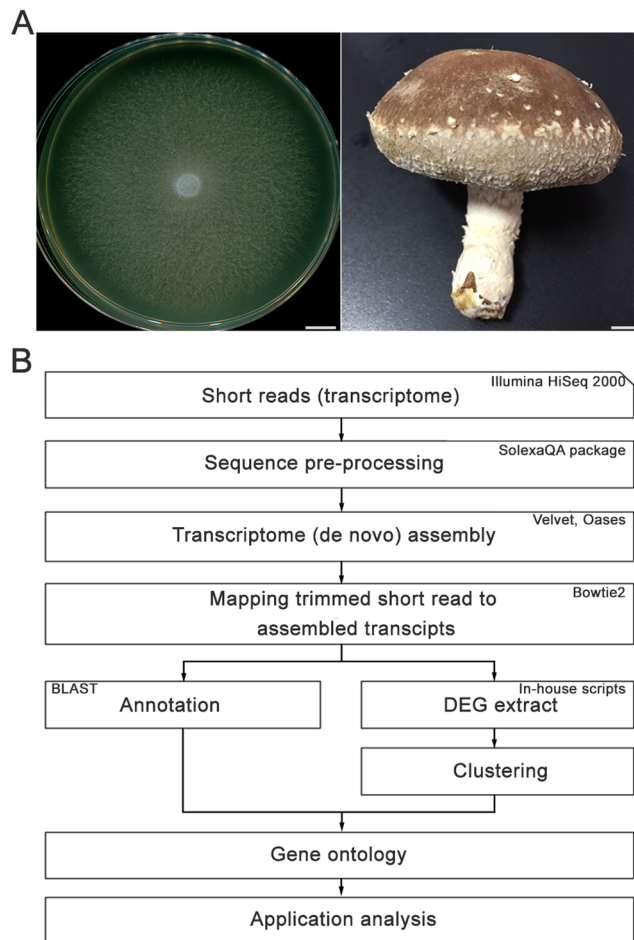 A
B
Illumina HiSeq 2000
Short reads (transcriptome)
SolexaQA package
Sequence pre-processing
Velvet, Oases
Transcriptome (de novo) assembly
Bowtie2
Mapping trimmed short read to
assembled transcipts
BLAST
Annotation
In-house scripts
DEG extract
Clustering
Gene ontology
Application analysis